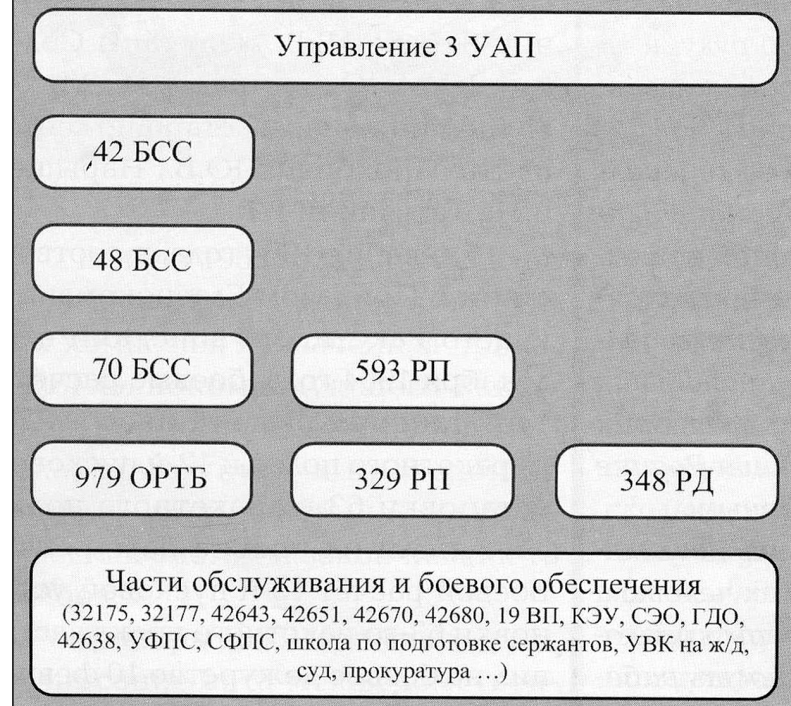 Управление 3 УАП
42 БСС
48 БСС
70 БСС
593 РП
979 ОРТБ
329 РП
348 РД
Части обслуживания и боевого обеспечения
(32175, 32177, 42643, 42651, 42670, 42680, 19 ВП, КЭУ, СЭО, ГДО,
42638, УФПС, СФПС, школа по подготовке сержантов, УВК на ж/д,
суд, прокуратура ...)